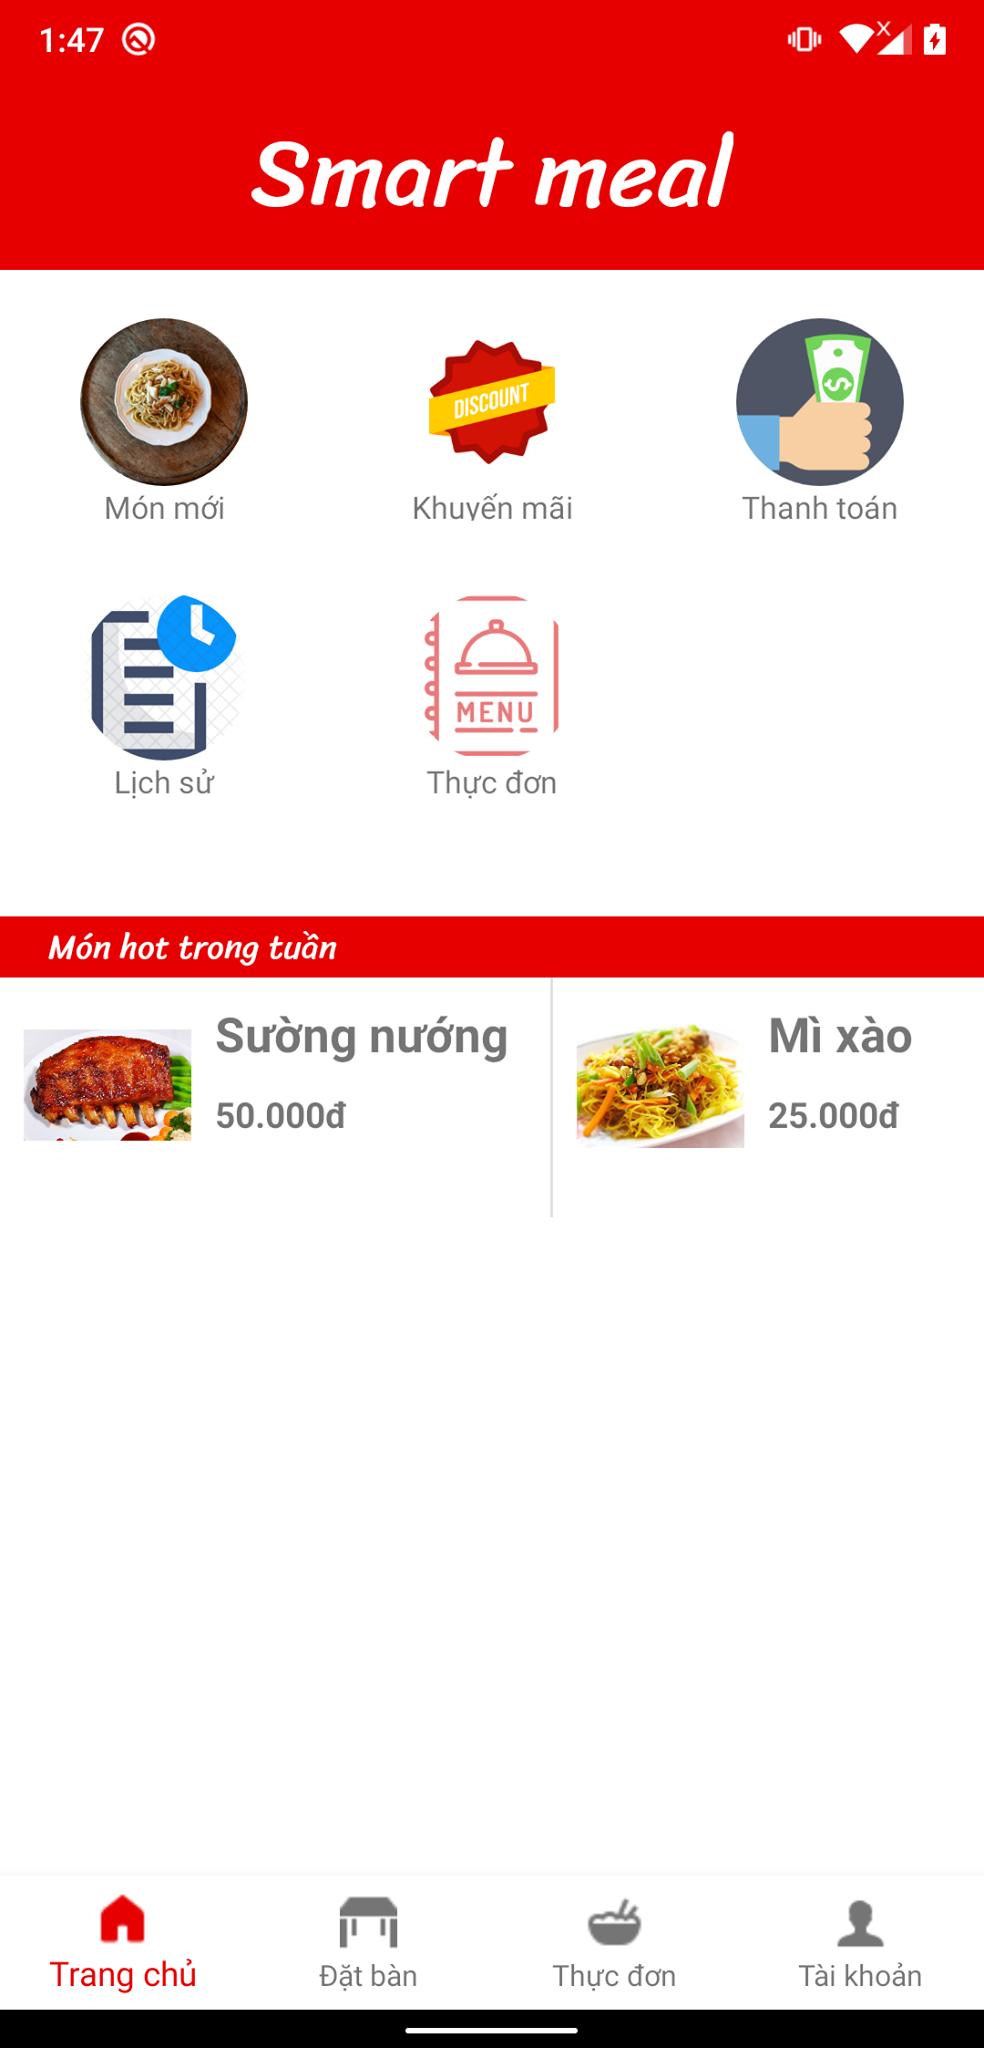 1:47
Smart meal
DISCOUNT
Món mới
Khuyến mãi
Thanh toán
MENU
Lịch sử
Thực đơn
Món hot trong tuần
Sường nướng
Mì xào
50.000đ
25.000đ
Trang chủ
Đặt bàn
Thực đơn
Tài khoản